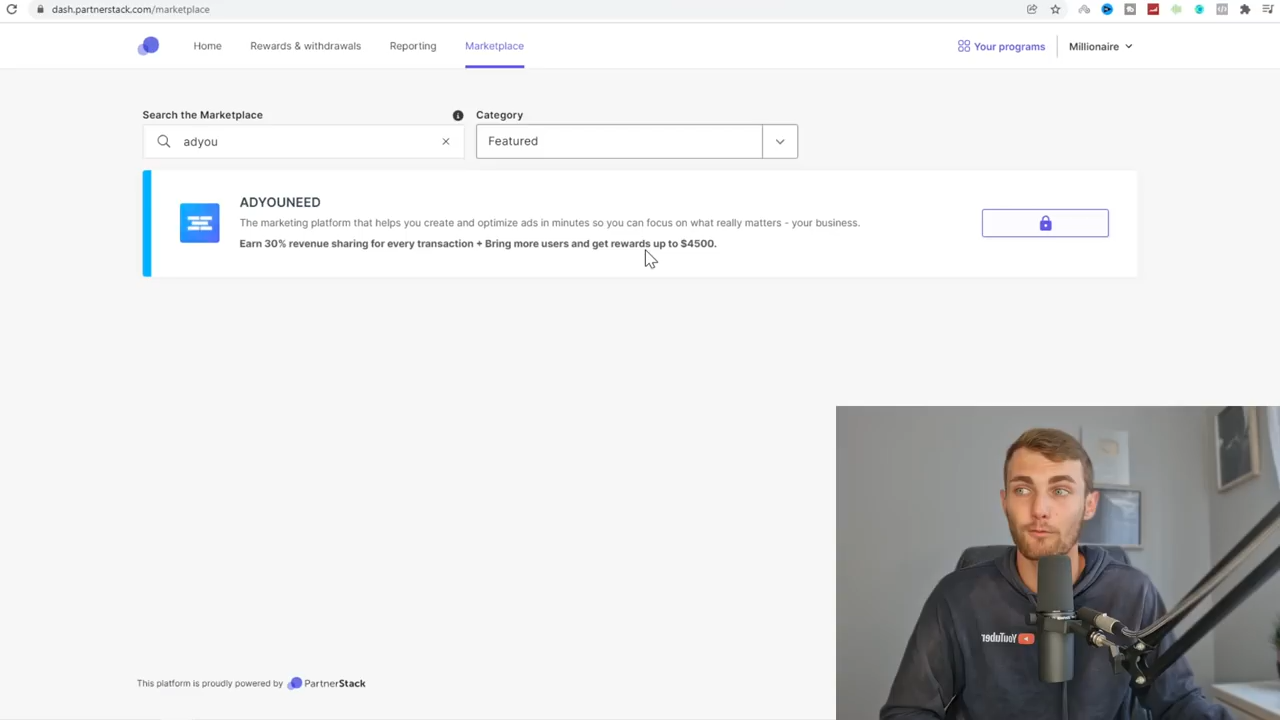 dash.partnerstack.com/marketplace
Home Rewards & withdrawals Reporting Marketplace Your programs Millionaire
Search the Marketplace Category
adyou Featured
ADYOUNEED
The marketing platform that helps you create and optimize ads in minutes so you can focus on what really matters - your business.
Earn 30% revenue sharing for every transaction + Bring more users and get rewards up to $4500.
YouTuber
This platform is proudly powered by PartnerStack